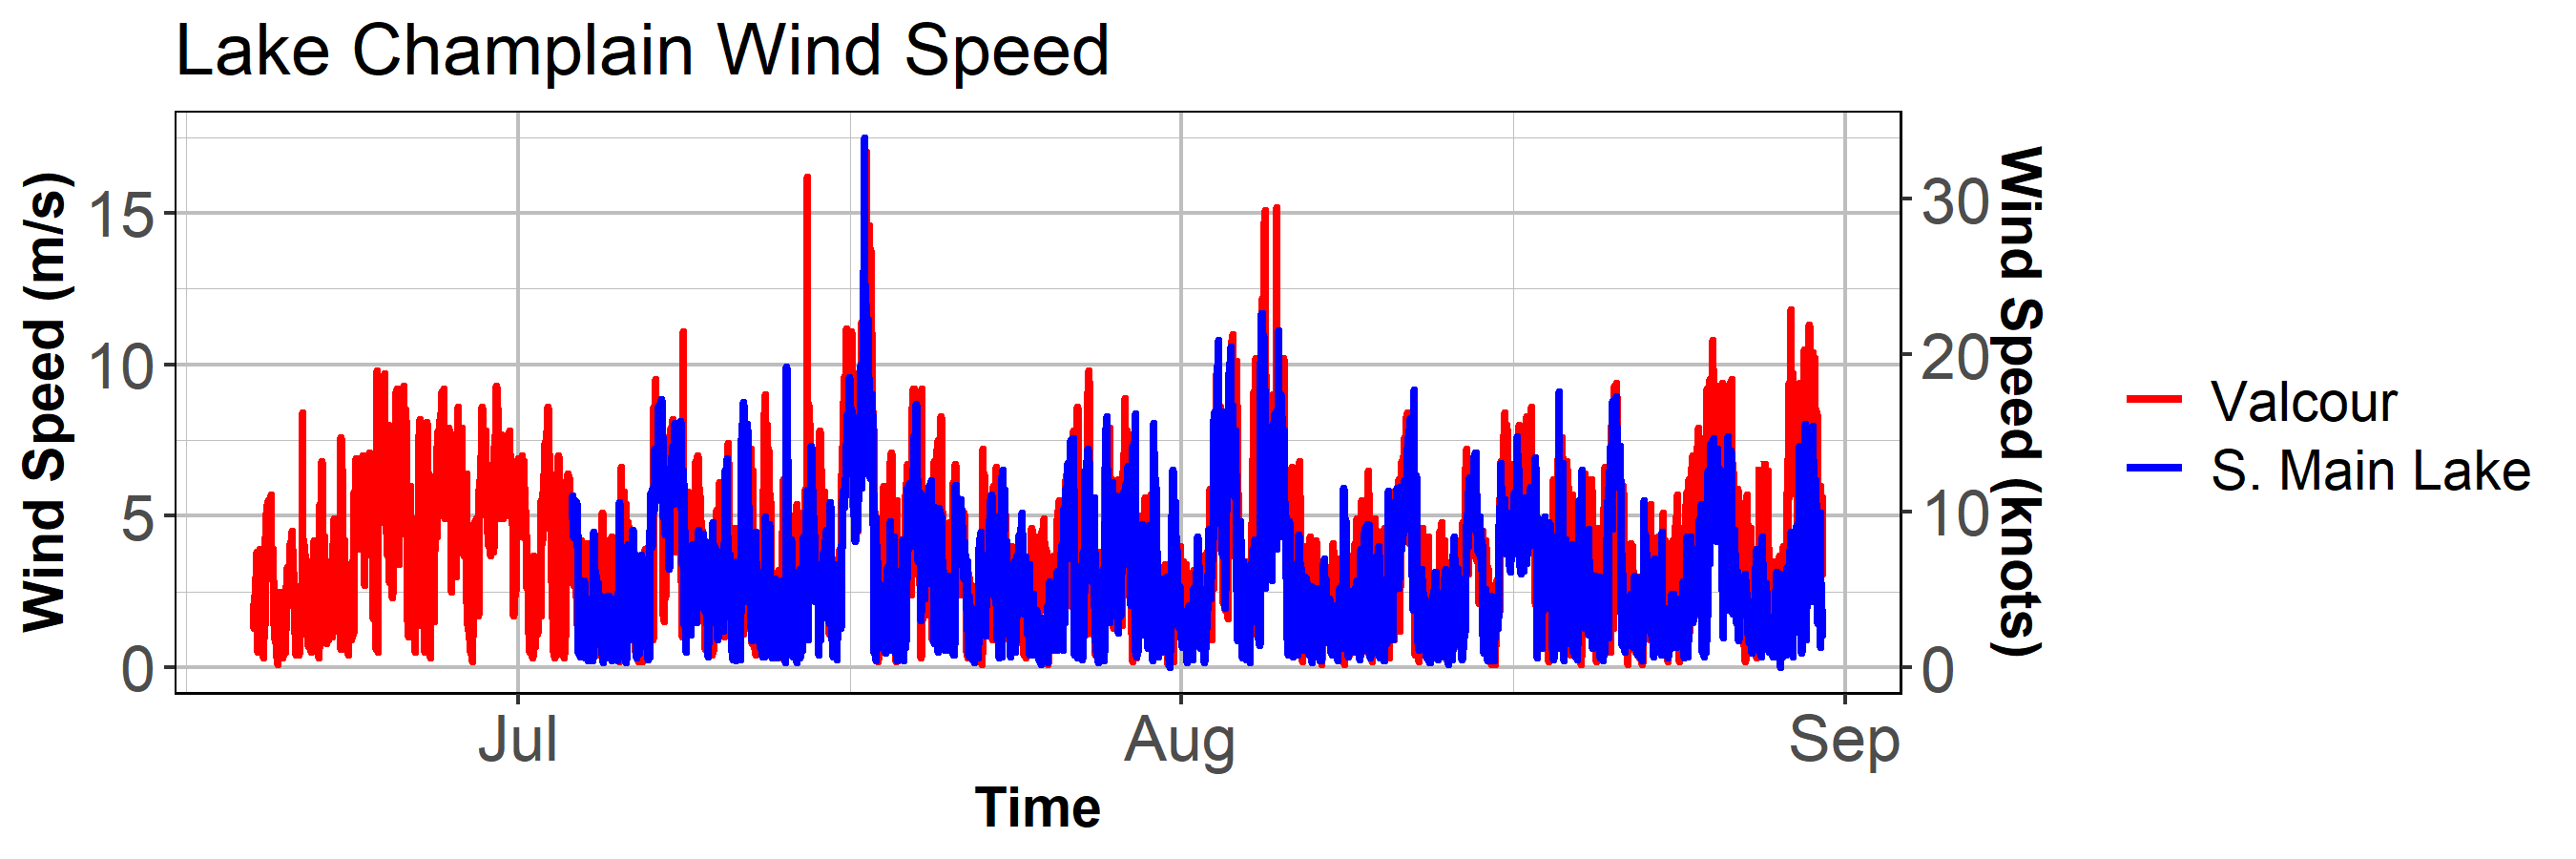 Lake Champlain Wind Speed
Wind Speed (m/s)
15
10
5
0
30
20
10
0
Wind Speed (knots)
Jul
Aug
Sep
Time
Valcour
S. Main Lake